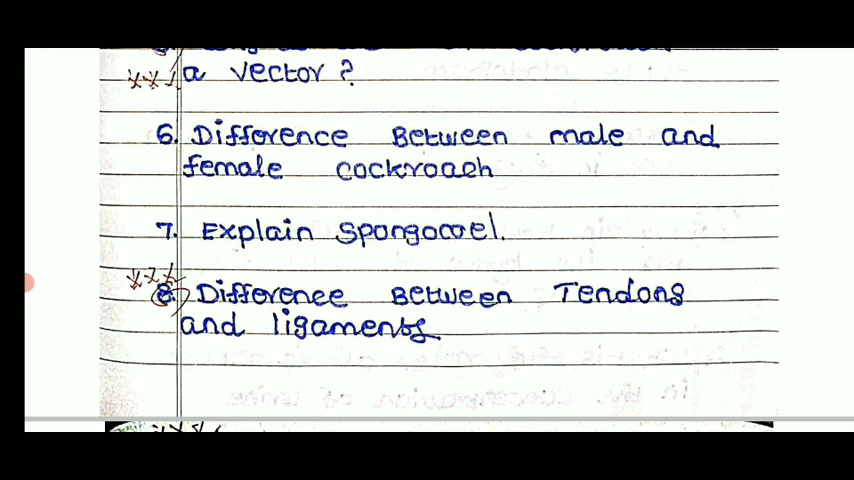 a vector?
6. Difference Between male and
female cockroach
7. Explain Spongocoel.
8. Difference Between Tendons
and ligaments